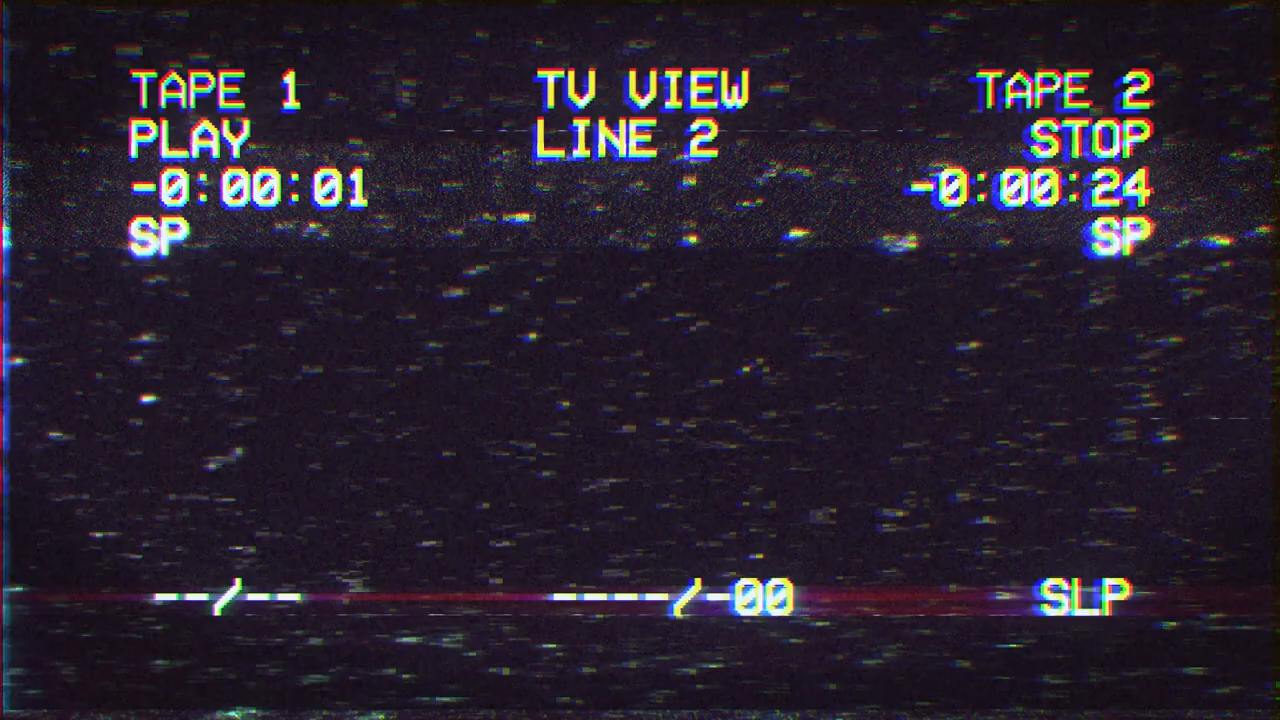 TAPE 1 TV VIEW TAPE 2
PLAY LINE 2 STOP
-0:00:01 -0:00:24
SP SP
--/-- ----/-00 SLP